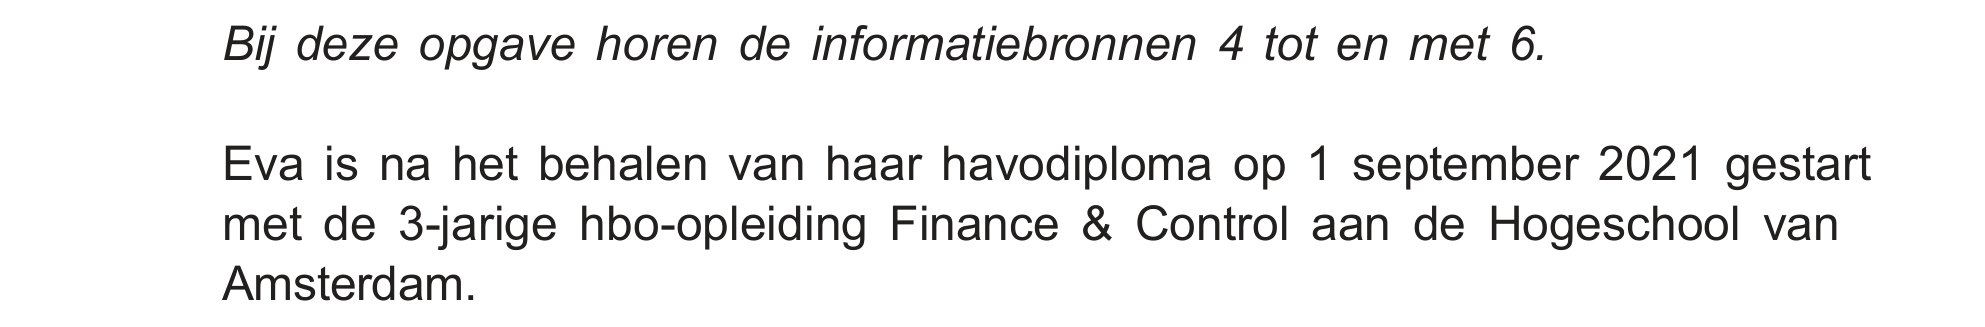 Bij deze opgave horen de informatiebronnen 4 tot en met 6.
Eva is na het behalen van haar havodiploma op 1 september 2021 gestart
met de 3-jarige hbo-opleiding Finance & Control aan de Hogeschool van
Amsterdam.